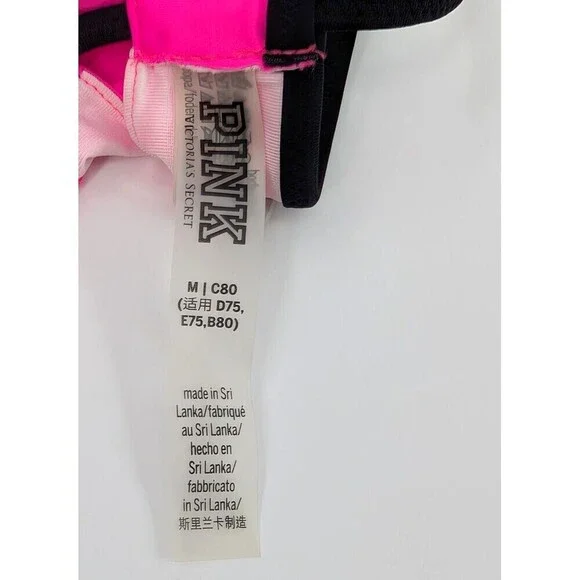 PINK
VICTORIA'S SECRET
M | C80
(适用 D75,
E75,B80)
made in Sri
Lanka/fabriqué
au Sri Lanka/
hecho en
Sri Lanka/
fabbricato
in Sri Lanka/
斯里兰卡制造